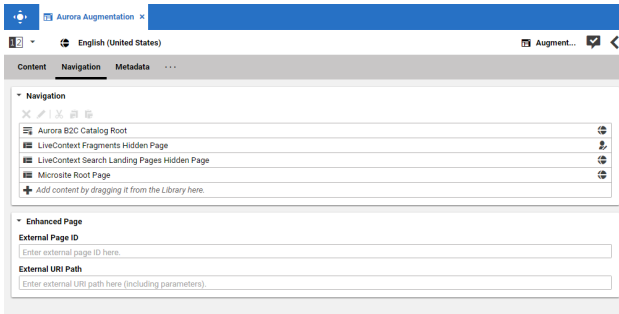 Aurora Augmentation ×
12 English (United States) Augment...
Content Navigation Metadata ···
Navigation
Aurora B2C Catalog Root
LiveContext Fragments Hidden Page
LiveContext Search Landing Pages Hidden Page
Microsite Root Page
Add content by dragging it from the Library here.
Enhanced Page
External Page ID
Enter external page ID here.
External URI Path
Enter external URI path here (including parameters).